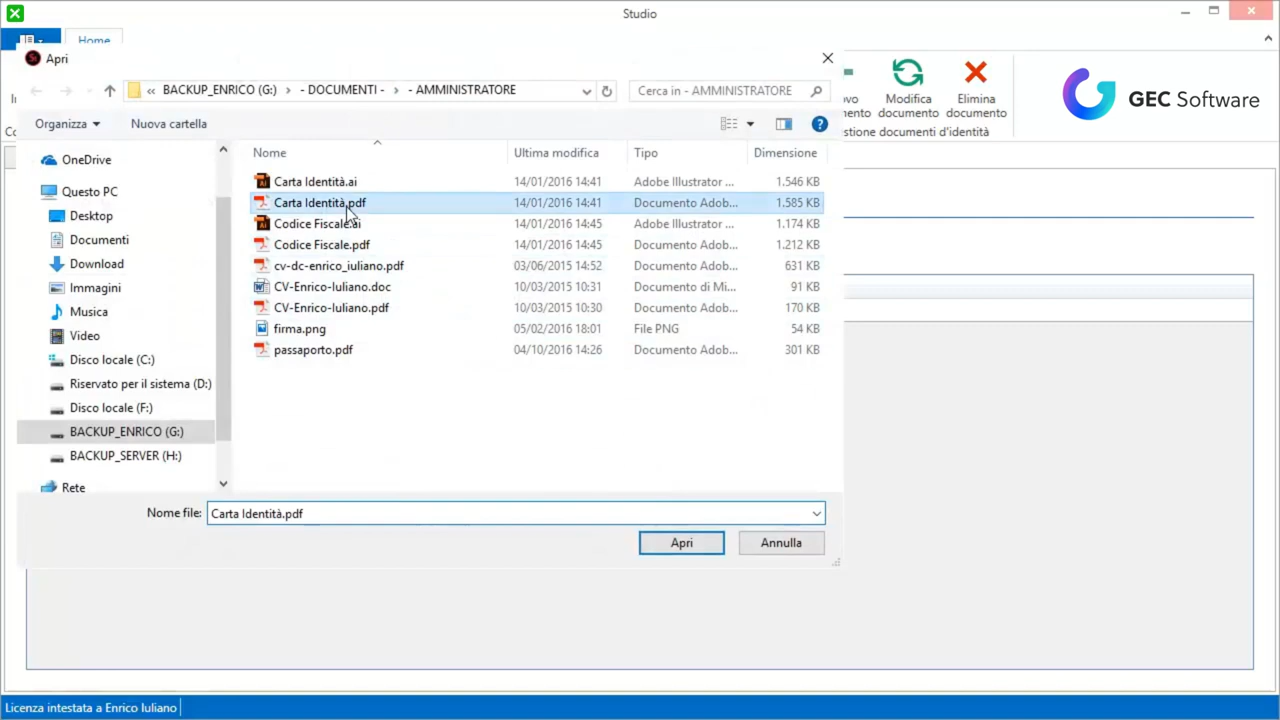 Studio
Home
St Apri
« BACKUP_ENRICO (G:) › - DOCUMENTI - › - AMMINISTRATORE
Cerca in - AMMINISTRATORE
Organizza
Nuova cartella
Modifica documento
Elimina documento
stione documenti d'identità
GEC Software
Nome Ultima modifica Tipo Dimensione
Carta Identità.ai 14/01/2016 14:41 Adobe Illustrator ... 1.546 KB
Carta Identità.pdf 14/01/2016 14:41 Documento Adob... 1.585 KB
Codice Fiscale.ai 14/01/2016 14:45 Adobe Illustrator ... 1.174 KB
Codice Fiscale.pdf 14/01/2016 14:45 Documento Adob... 1.212 KB
cv-dc-enrico_iuliano.pdf 03/06/2015 14:52 Documento Adob... 631 KB
CV-Enrico-Iuliano.doc 10/03/2015 10:31 Documento di Mi... 91 KB
CV-Enrico-Iuliano.pdf 10/03/2015 10:30 Documento Adob... 170 KB
firma.png 05/02/2016 18:01 File PNG 54 KB
passaporto.pdf 04/10/2016 14:26 Documento Adob... 301 KB
OneDrive
Questo PC
Desktop
Documenti
Download
Immagini
Musica
Video
Disco locale (C:)
Riservato per il sistema (D:)
Disco locale (F:)
BACKUP_ENRICO (G:)
BACKUP_SERVER (H:)
Rete
Nome file: Carta Identità.pdf
Apri
Annulla
Licenza intestata a Enrico Iuliano